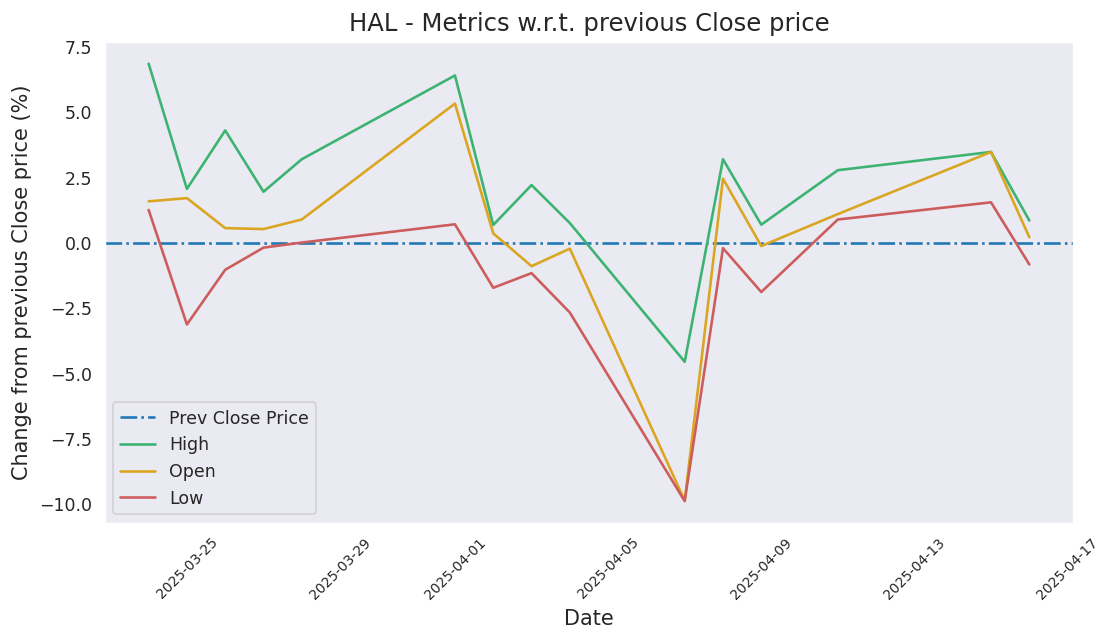 HAL - Metrics w.r.t. previous Close price
Change from previous Close price (%)
7.5
5.0
2.5
0.0
−2.5
−5.0
−7.5
−10.0
Prev Close Price
High
Open
Low
2025-03-25
2025-03-29
2025-04-01
2025-04-05
2025-04-09
2025-04-13
2025-04-17
Date